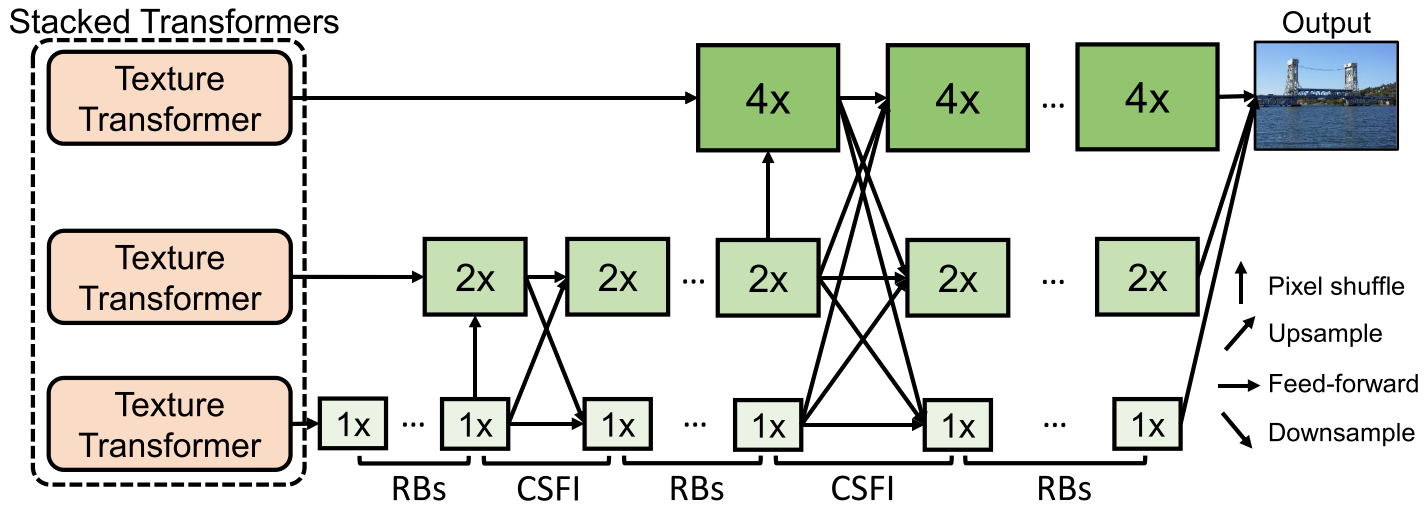 Stacked Transformers
Output
Texture
Transformer
4x
4x
...
4x
Texture
Transformer
2x
2x
...
2x
2x
...
2x
Pixel shuffle
Upsample
Feed-forward
Downsample
Texture
Transformer
1x
...
1x
1x
...
1x
1x
...
1x
RBs
CSFI
RBs
CSFI
RBs